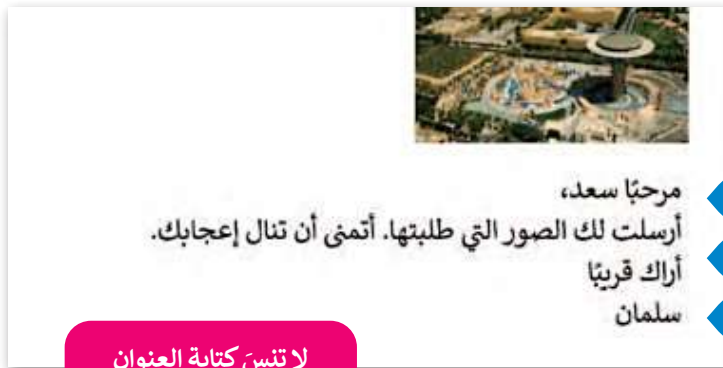 مرحبًا سعد،
أرسلت لك الصور التي طلبتها. أتمنى أن تنال إعجابك.
أراك قريبًا
سلمان
لا تنسَ كتابة العنوان